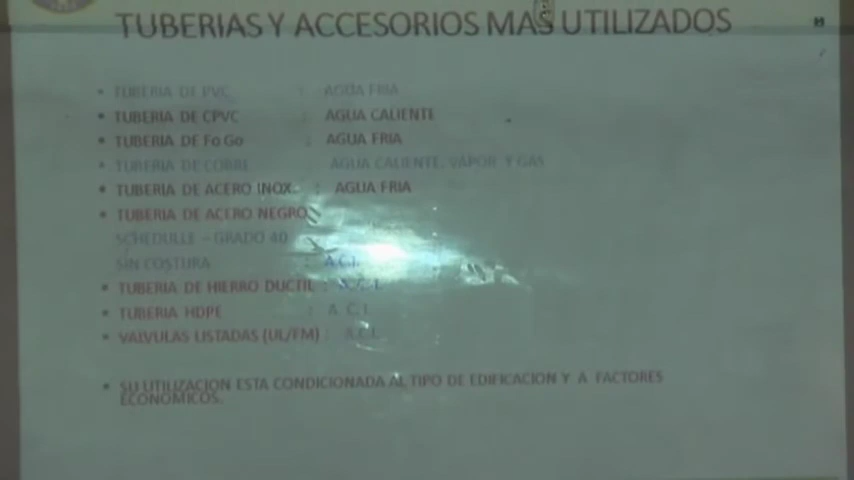 TUBERIAS Y ACCESORIOS MAS UTILIZADOS
• TUBERIA DE PVC : AGUA FRIA
• TUBERIA DE CPVC AGUA CALIENTE
• TUBERIA DE Fo Go : AGUA FRIA
• TUBERIA DE COBRE AGUA CALIENTE, VAPOR Y GAS
• TUBERIA DE ACERO INOX. : AGUA FRIA
• TUBERIA DE ACERO NEGRO
SCHEDULLE – GRADO 40
SIN COSTURA : A.C.I.
• TUBERIA DE HIERRO DUCTIL : A.C.I.
• TUBERIA HDPE : A. C.I.
• VALVULAS LISTADAS (UL/FM) : A.C.I.
• SU UTILIZACION ESTA CONDICIONADA AL TIPO DE EDIFICACION Y A FACTORES
ECONOMICOS.